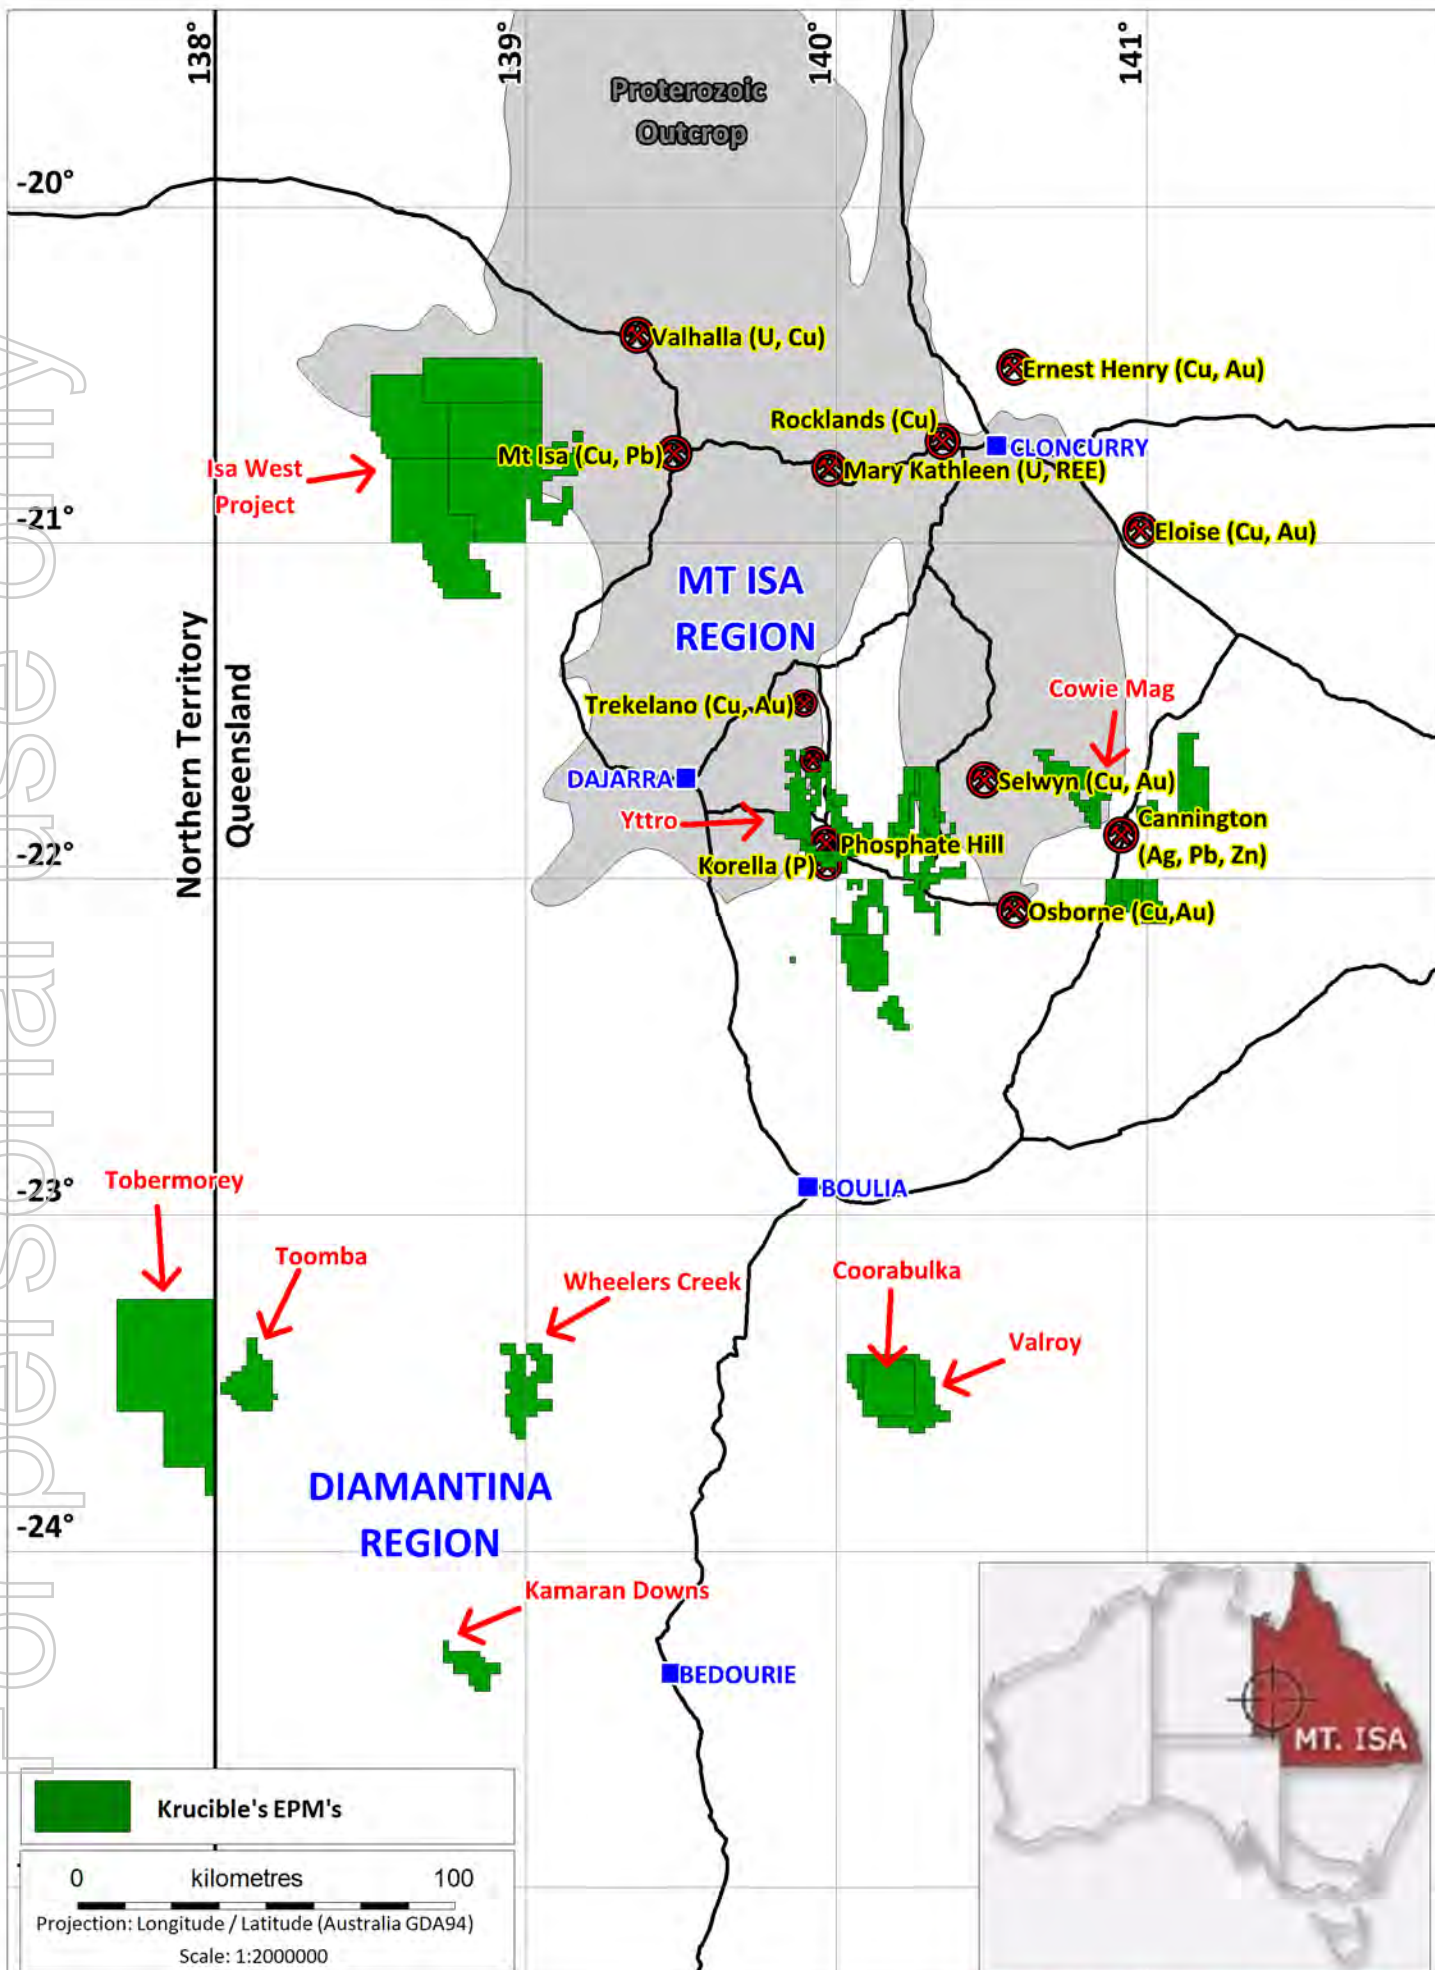 138°
139°
140°
141°
Proterozoic
Outcrop
-20°
Valhalla (U, Cu)
Ernest Henry (Cu, Au)
Rocklands (Cu)
CLONCURRY
Mt Isa (Cu, Pb)
Mary Kathleen (U, REE)
Isa West
Project
-21°
Eloise (Cu, Au)
MT ISA
REGION
Northern Territory
Queensland
Cowie Mag
Trekelano (Cu, Au)
DAJARRA
Selwyn (Cu, Au)
Yttro
Cannington
(Ag, Pb, Zn)
Phosphate Hill
Korella (P)
-22°
Osborne (Cu,Au)
For personal use only
Tobermorey
-23°
BOULIA
Toomba
Wheelers Creek
Coorabulka
Valroy
DIAMANTINA
REGION
-24°
Kamaran Downs
BEDOURIE
MT. ISA
Krucible's EPM's
0 kilometres 100
Projection: Longitude / Latitude (Australia GDA94)
Scale: 1:2000000